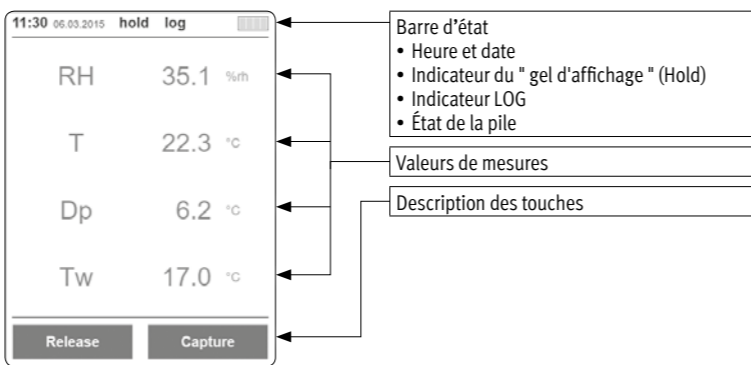 11:30 06.03.2015 hold log
RH 35.1 %rh
T 22.3 °C
Dp 6.2 °C
Tw 17.0 °C
Release Capture
Barre d'état
• Heure et date
• Indicateur du " gel d'affichage " (Hold)
• Indicateur LOG
• État de la pile
Valeurs de mesures
Description des touches